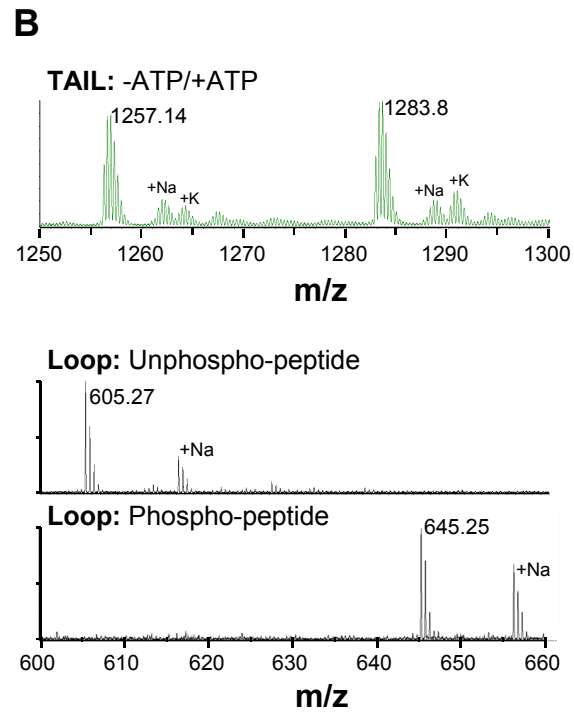 B
TAIL: -ATP/+ATP
1257.14
1283.8
+Na
+K
+Na
+K
1250 1260 1270 1280 1290 1300
m/z
Loop: Unphospho-peptide
605.27
+Na
Loop: Phospho-peptide
645.25
+Na
600 610 620 630 640 650 660
m/z